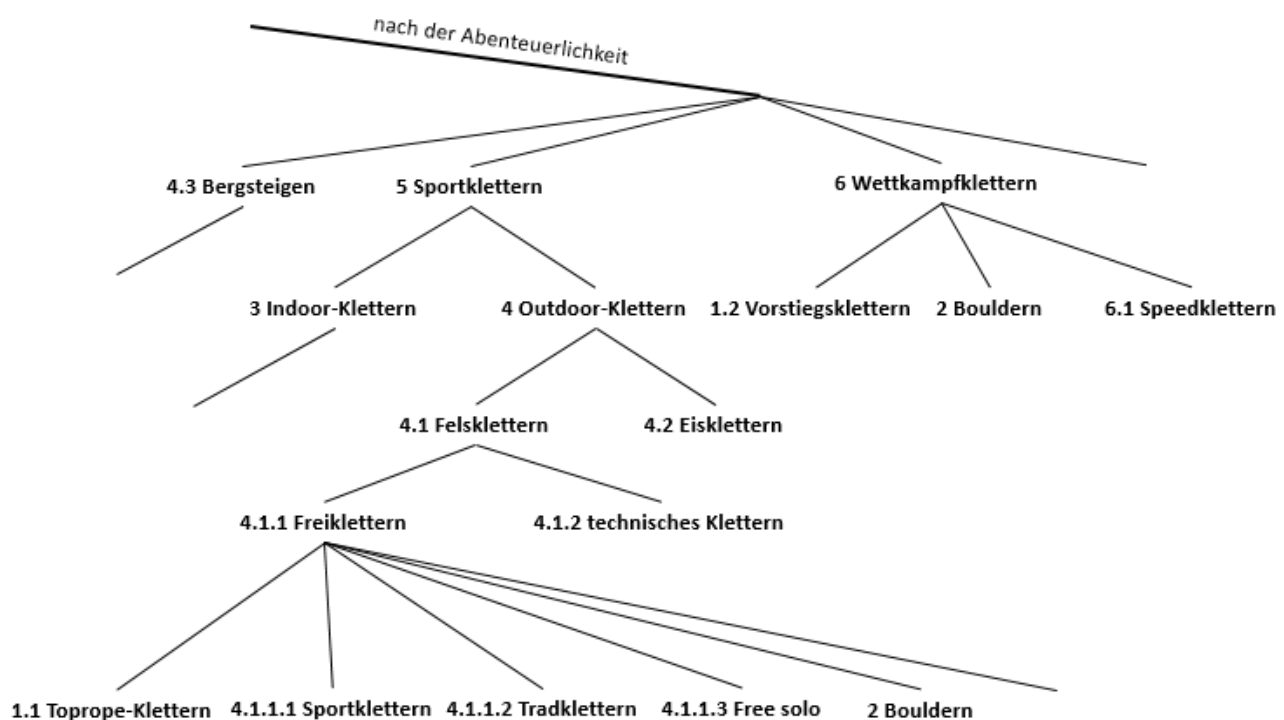 nach der Abenteuerlichkeit
4.3 Bergsteigen 5 Sportklettern 6 Wettkampfklettern
3 Indoor-Klettern 4 Outdoor-Klettern 1.2 Vorstiegsklettern 2 Bouldern 6.1 Speedklettern
4.1 Felsklettern 4.2 Eisklettern
4.1.1 Freiklettern 4.1.2 technisches Klettern
1.1 Toprope-Klettern 4.1.1.1 Sportklettern 4.1.1.2 Tradklettern 4.1.1.3 Free solo 2 Bouldern